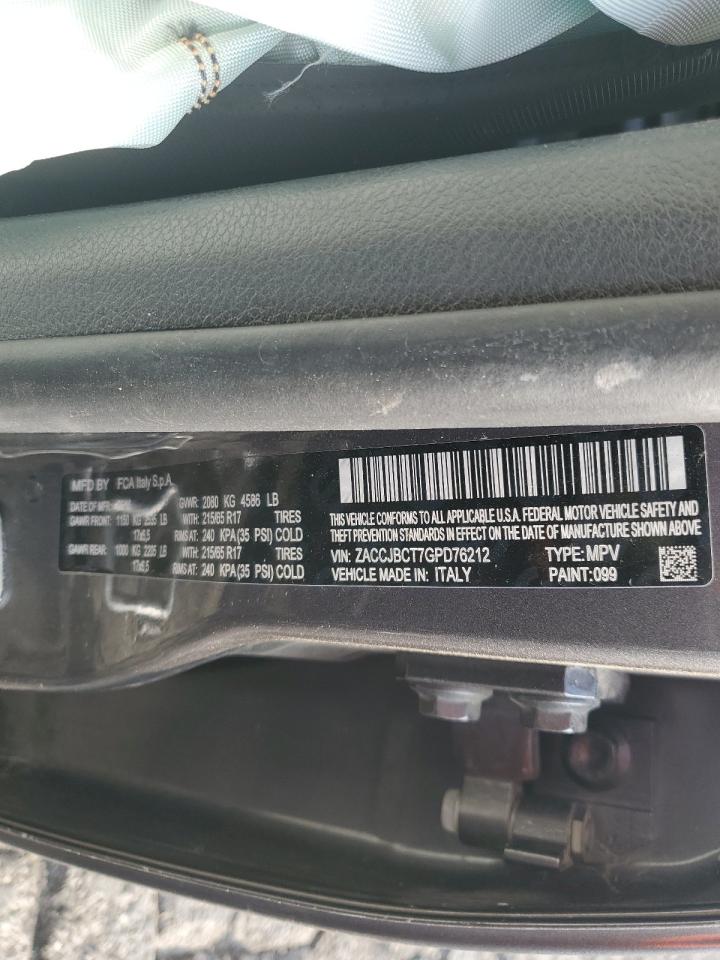 MFD BY FCA Italy S.p.A.
DATE OF MFR: GVWR: 2080 KG 4586 LB
GAWR FRONT: 1150 KG 2535 LB WITH: 215/65 R17 TIRES
17x6.5 RIMS AT: 240 KPA(35 PSI) COLD
GAWR REAR: 1000 KG 2205 LB WITH: 215/65 R17 TIRES
17x6.5 RIMS AT: 240 KPA(35 PSI) COLD
THIS VEHICLE CONFORMS TO ALL APPLICABLE U.S.A. FEDERAL MOTOR VEHICLE SAFETY AND
THEFT PREVENTION STANDARDS IN EFFECT ON THE DATE OF MANUFACTURE SHOWN ABOVE.
VIN: ZACCJBCT7GPD76212 TYPE: MPV
VEHICLE MADE IN: ITALY PAINT: 099